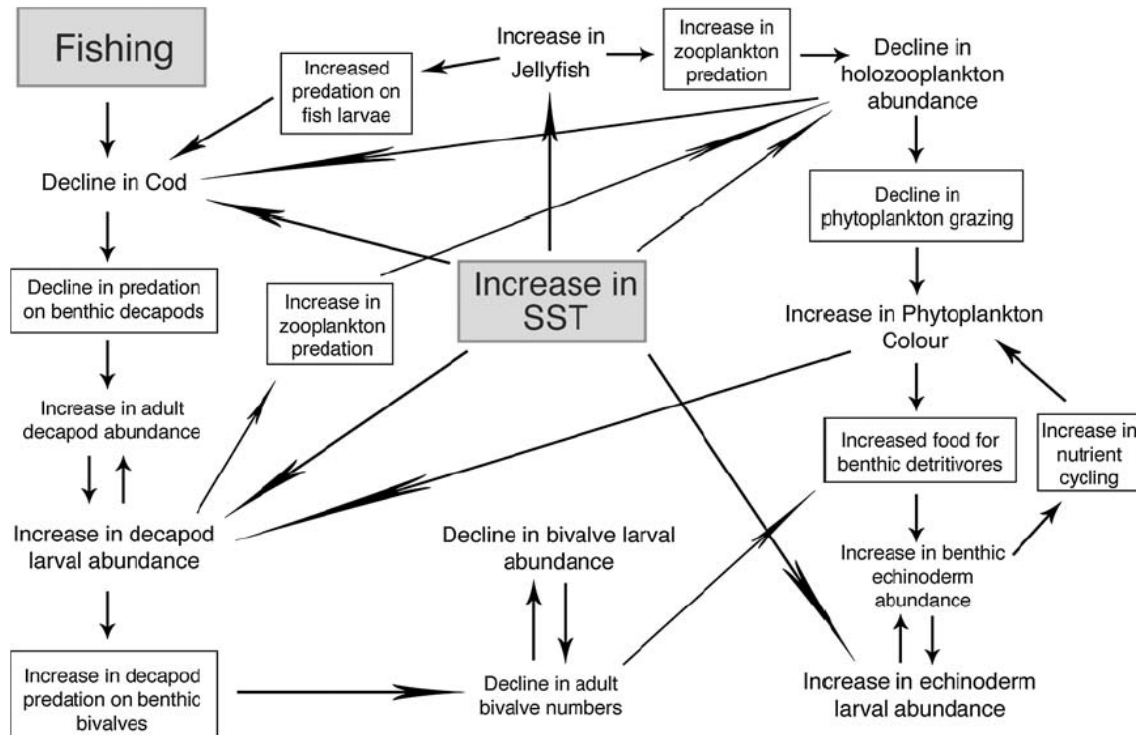 Fishing
Increased
predation on
fish larvae
Increase in
Jellyfish
Increase in
zooplankton
predation
Decline in
holozooplankton
abundance
Decline in Cod
Decline in
phytoplankton grazing
Decline in predation
on benthic decapods
Increase in
zooplankton
predation
Increase in
SST
Increase in Phytoplankton
Colour
Increase in adult
decapod abundance
Increased food for
benthic detritivores
Increase in
nutrient
cycling
Increase in decapod
larval abundance
Decline in bivalve larval
abundance
Increase in benthic
echinoderm
abundance
Increase in decapod
predation on benthic
bivalves
Decline in adult
bivalve numbers
Increase in echinoderm
larval abundance